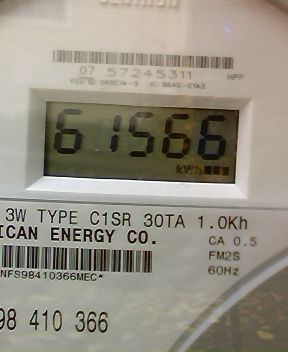 07 57245311 HPF
61566
kWh
3W TYPE C1SR 30TA 1.0Kh
ICAN ENERGY CO.
CA 0.5
FM2S
NFS98410366MEC*
60Hz
98 410 366